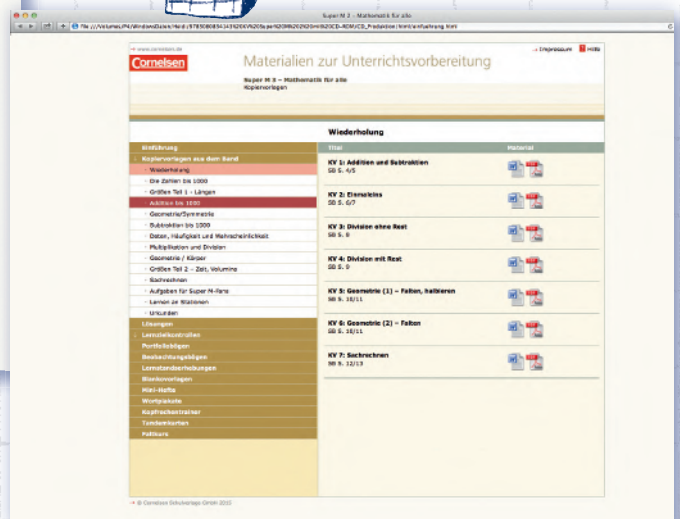 Super M 2 – Mathematik für alle
→ www.cornelsen.de
→ Impressum
Hilfe
Cornelsen
Materialien zur Unterrichtsvorbereitung
Super M 3 – Mathematik für alle
Kopiervorlagen
Wiederholung
Einführung
Kopiervorlagen aus dem Band
· Wiederholung
· Die Zahlen bis 1000
· Größen Teil 1 - Längen
· Addition bis 1000
· Geometrie/Symmetrie
· Subtraktion bis 1000
· Daten, Häufigkeit und Wahrscheinlichkeit
· Multiplikation und Division
· Geometrie / Körper
· Größen Teil 2 – Zeit, Volumina
· Sachrechnen
· Aufgaben für Super M-Fans
· Lernen an Stationen
· Urkunden
Lösungen
Lernzielkontrollen
Portfoliobögen
Beobachtungsbögen
Lernstandserhebungen
Blankovorlagen
Mini-Hefte
Wortplakate
Kopfrechentrainer
Tandemkarten
Faltkurs
Titel Material
KV 1: Addition und Subtraktion
SB S. 4/5
KV 2: Einmaleins
SB S. 6/7
KV 3: Division ohne Rest
SB S. 8
KV 4: Division mit Rest
SB S. 9
KV 5: Geometrie (1) – Falten, halbieren
SB S. 10/11
KV 6: Geometrie (2) – Falten
SB S. 10/11
KV 7: Sachrechnen
SB S. 12/13
→ © Cornelsen Schulverlage GmbH 2015